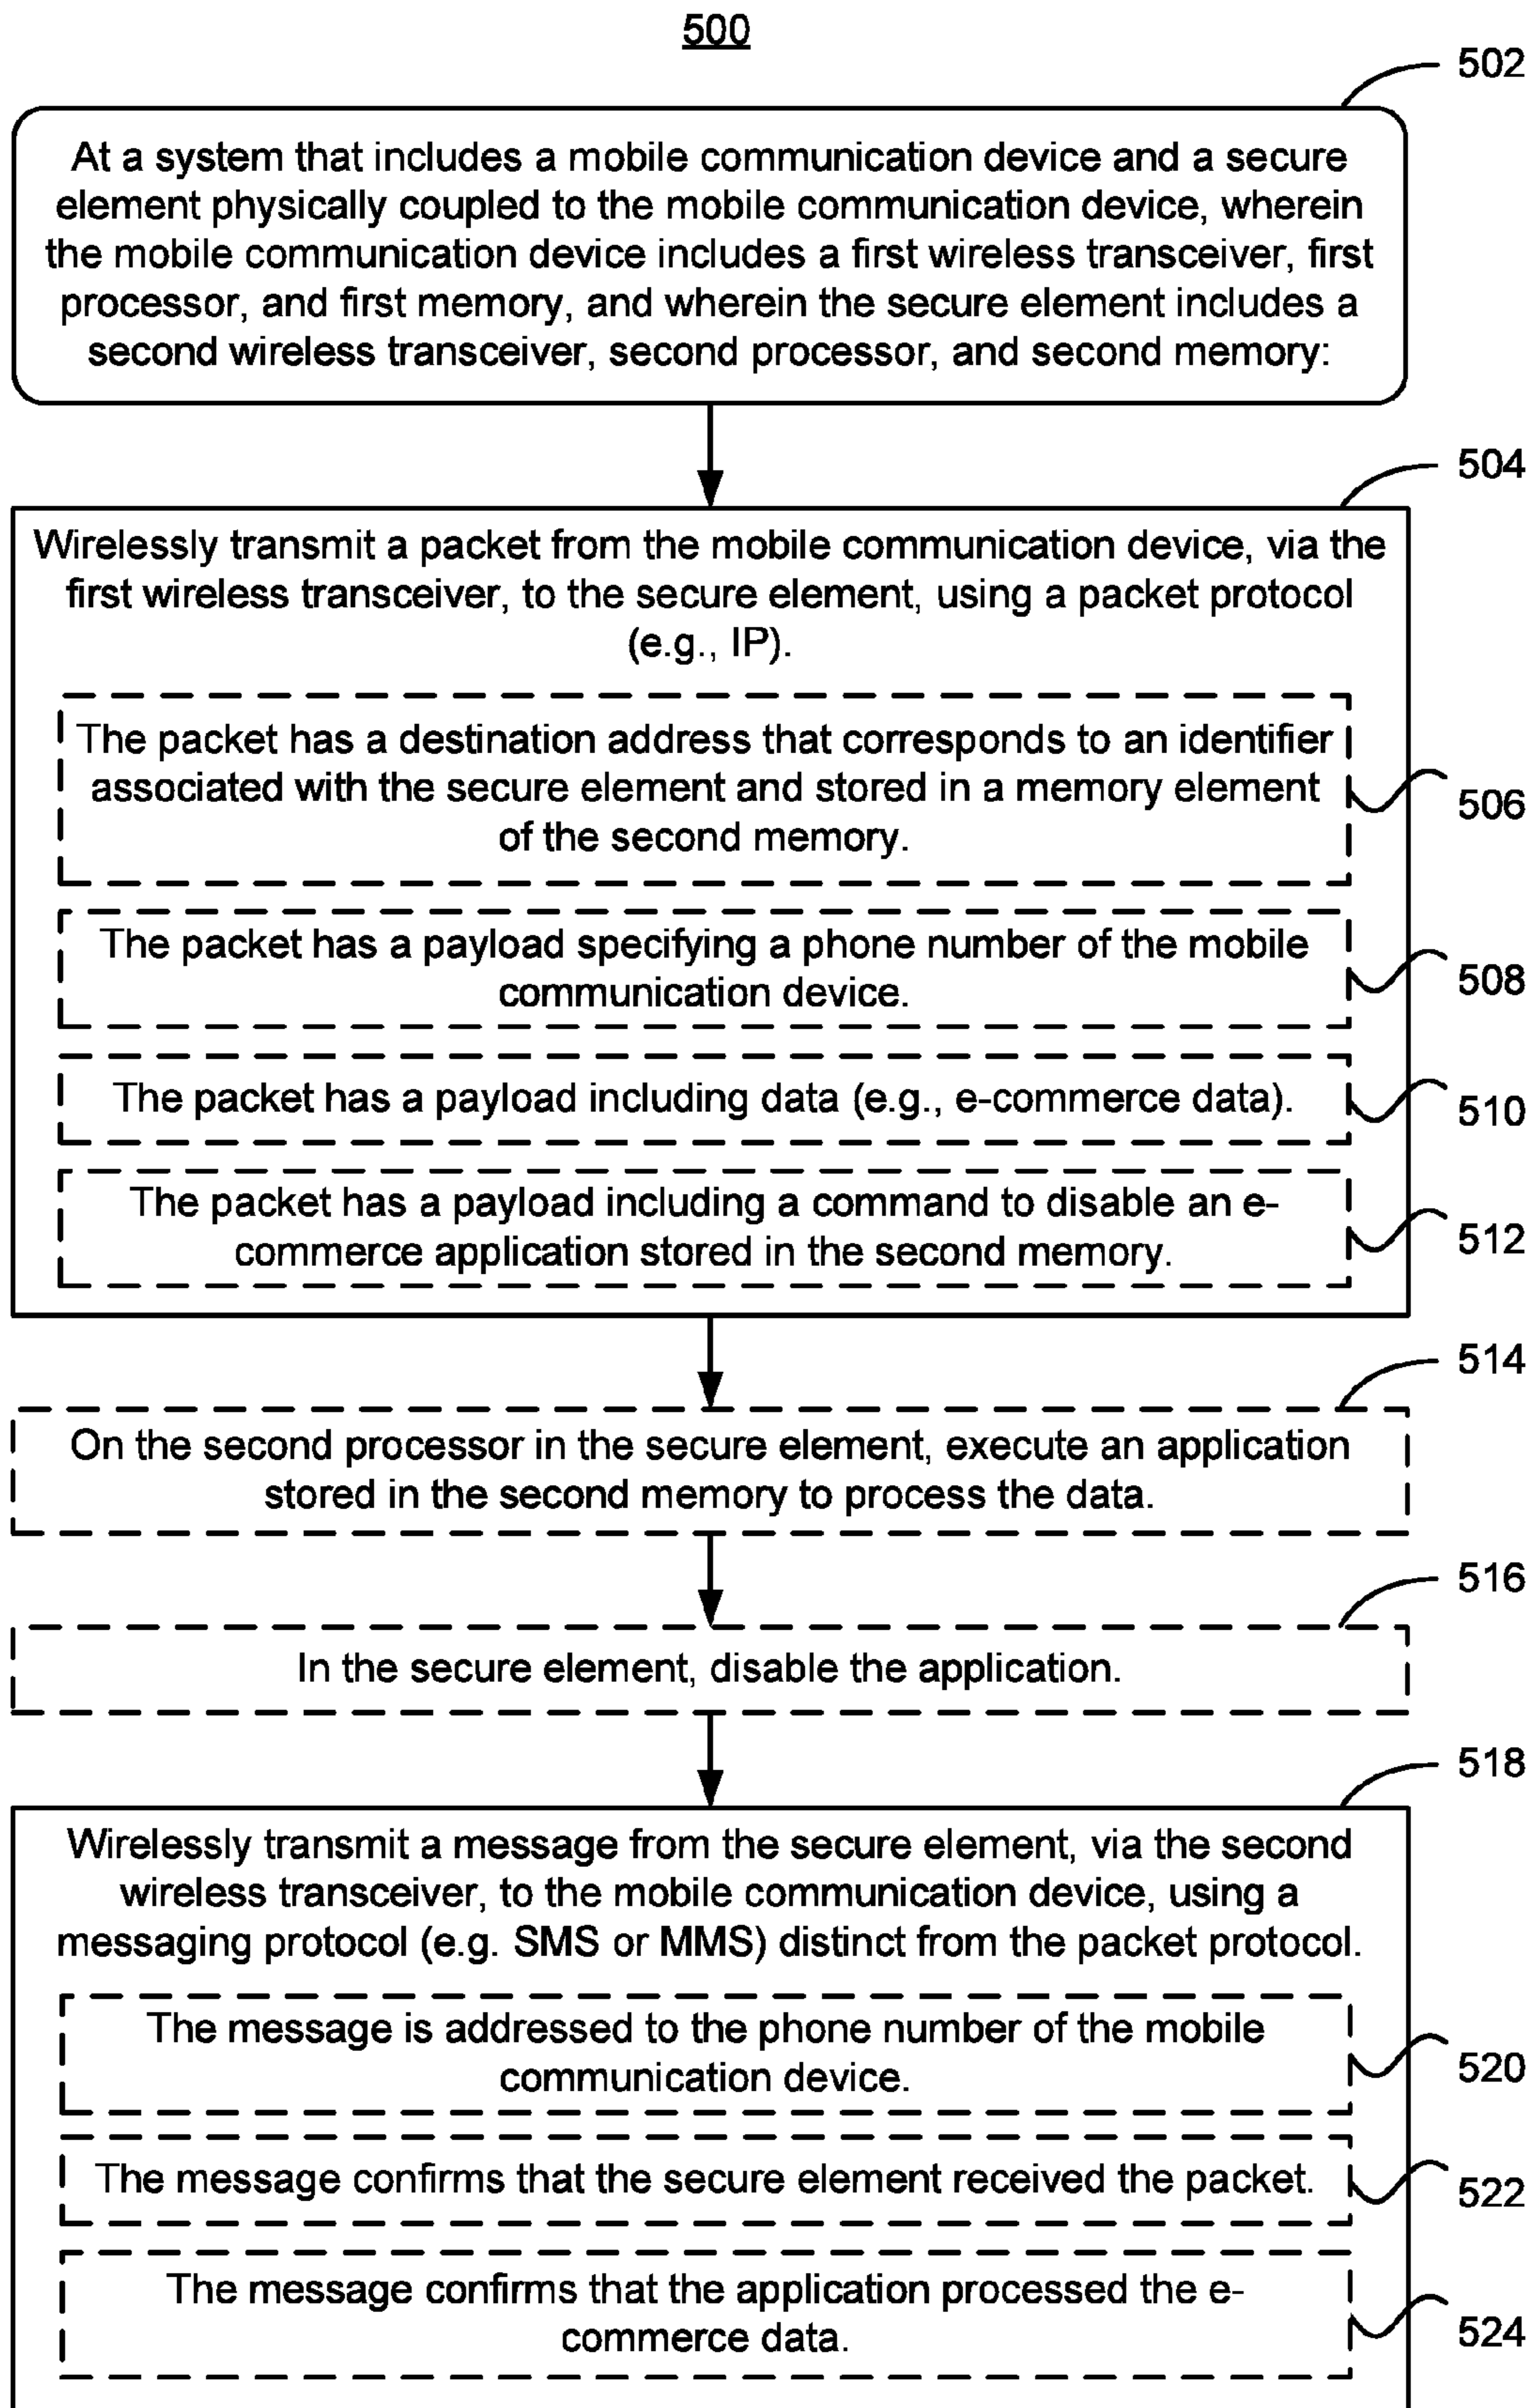 500
502
At a system that includes a mobile communication device and a secure
element physically coupled to the mobile communication device, wherein
the mobile communication device includes a first wireless transceiver, first
processor, and first memory, and wherein the secure element includes a
second wireless transceiver, second processor, and second memory:
504
Wirelessly transmit a packet from the mobile communication device, via the
first wireless transceiver, to the secure element, using a packet protocol
(e.g., IP).
The packet has a destination address that corresponds to an identifier
associated with the secure element and stored in a memory element
of the second memory.
506
The packet has a payload specifying a phone number of the mobile
communication device.
508
The packet has a payload including data (e.g., e-commerce data).
510
The packet has a payload including a command to disable an e-
commerce application stored in the second memory.
512
514
On the second processor in the secure element, execute an application
stored in the second memory to process the data.
516
In the secure element, disable the application.
518
Wirelessly transmit a message from the secure element, via the second
wireless transceiver, to the mobile communication device, using a
messaging protocol (e.g. SMS or MMS) distinct from the packet protocol.
The message is addressed to the phone number of the mobile
communication device.
520
The message confirms that the secure element received the packet.
522
The message confirms that the application processed the e-
commerce data.
524